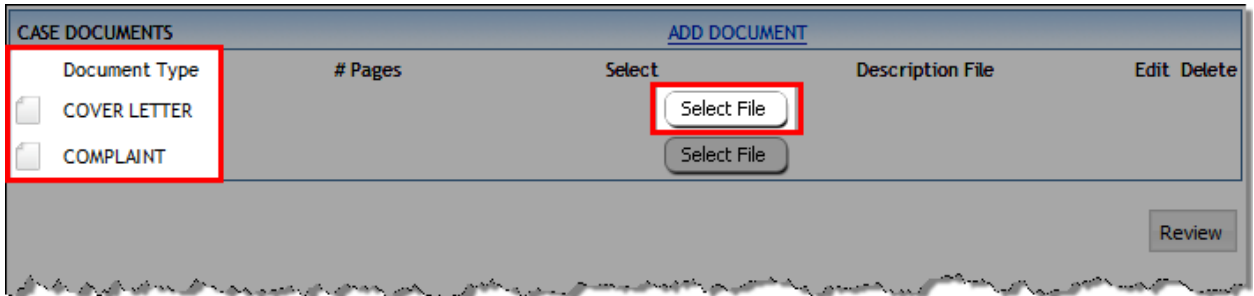 CASE DOCUMENTS ADD DOCUMENT
Document Type # Pages Select Description File Edit Delete
COVER LETTER Select File
COMPLAINT Select File
Review